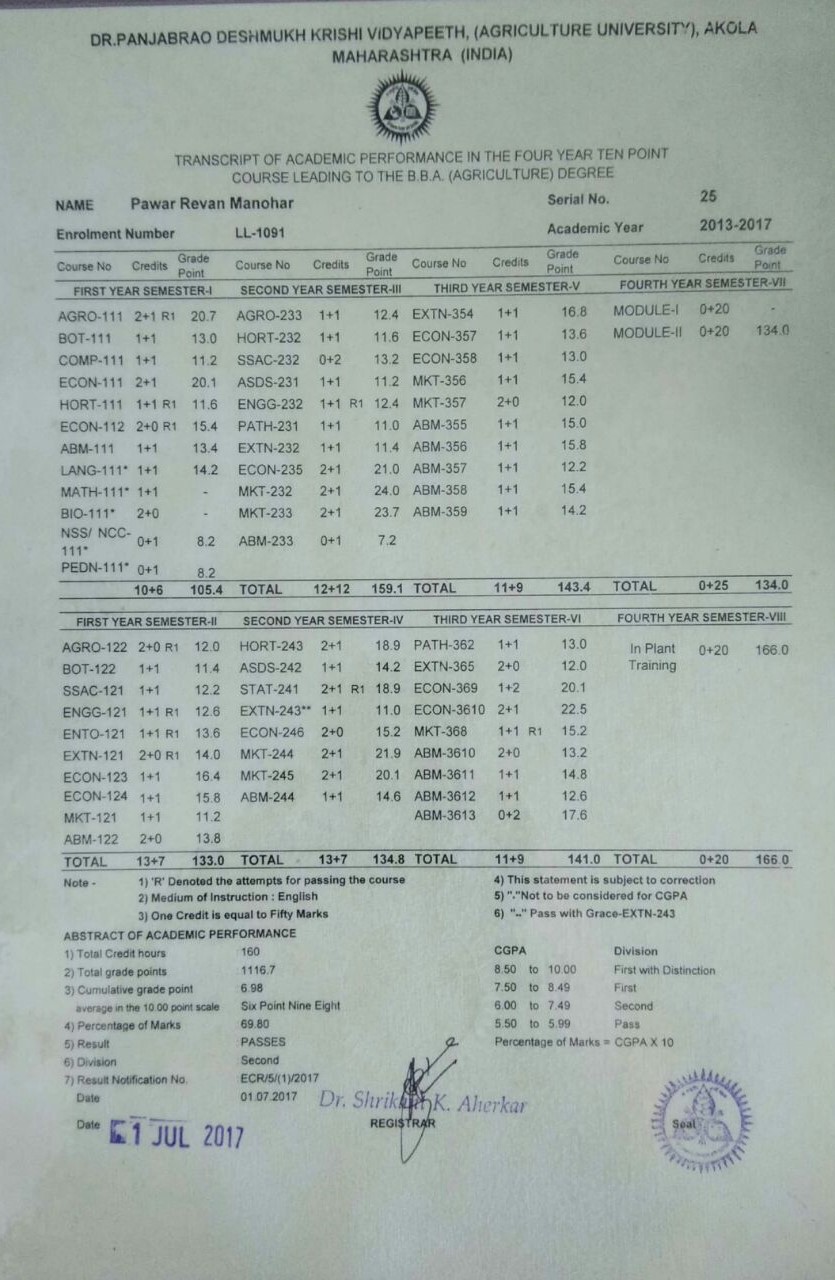 DR.PANJABRAO DESHMUKH KRISHI VIDYAPEETH, (AGRICULTURE UNIVERSITY), AKOLA
MAHARASHTRA (INDIA)
TRANSCRIPT OF ACADEMIC PERFORMANCE IN THE FOUR YEAR TEN POINT
COURSE LEADING TO THE B.B.A. (AGRICULTURE) DEGREE
NAME Pawar Revan Manohar Serial No. 25
Enrolment Number LL-1091 Academic Year 2013-2017
Course No Credits Grade Point Course No Credits Grade Point Course No Credits Grade Point Course No Credits Grade Point
FIRST YEAR SEMESTER-I SECOND YEAR SEMESTER-III THIRD YEAR SEMESTER-V FOURTH YEAR SEMESTER-VII
AGRO-111 2+1 R1 20.7 AGRO-233 1+1 12.4 EXTN-354 1+1 16.8 MODULE-I 0+20 -
BOT-111 1+1 13.0 HORT-232 1+1 11.6 ECON-357 1+1 13.6 MODULE-II 0+20 134.0
COMP-111 1+1 11.2 SSAC-232 0+2 13.2 ECON-358 1+1 13.0
ECON-111 2+1 20.1 ASDS-231 1+1 11.2 MKT-356 1+1 15.4
HORT-111 1+1 R1 11.6 ENGG-232 1+1 R1 12.4 MKT-357 2+0 12.0
ECON-112 2+0 R1 15.4 PATH-231 1+1 11.0 ABM-355 1+1 15.0
ABM-111 1+1 13.4 EXTN-232 1+1 11.4 ABM-356 1+1 15.8
LANG-111* 1+1 14.2 ECON-235 2+1 21.0 ABM-357 1+1 12.2
MATH-111* 1+1 - MKT-232 2+1 24.0 ABM-358 1+1 15.4
BIO-111* 2+0 - MKT-233 2+1 23.7 ABM-359 1+1 14.2
NSS/ NCC-111* 0+1 8.2 ABM-233 0+1 7.2
PEDN-111* 0+1 8.2
10+6 105.4 TOTAL 12+12 159.1 TOTAL 11+9 143.4 TOTAL 0+25 134.0
FIRST YEAR SEMESTER-II SECOND YEAR SEMESTER-IV THIRD YEAR SEMESTER-VI FOURTH YEAR SEMESTER-VIII
AGRO-122 2+0 R1 12.0 HORT-243 2+1 18.9 PATH-362 1+1 13.0 In Plant Training 0+20 166.0
BOT-122 1+1 11.4 ASDS-242 1+1 14.2 EXTN-365 2+0 12.0
SSAC-121 1+1 12.2 STAT-241 2+1 R1 18.9 ECON-369 1+2 20.1
ENGG-121 1+1 R1 12.6 EXTN-243** 1+1 11.0 ECON-3610 2+1 22.5
ENTO-121 1+1 R1 13.6 ECON-246 2+0 15.2 MKT-368 1+1 R1 15.2
EXTN-121 2+0 R1 14.0 MKT-244 2+1 21.9 ABM-3610 2+0 13.2
ECON-123 1+1 16.4 MKT-245 2+1 20.1 ABM-3611 1+1 14.8
ECON-124 1+1 15.8 ABM-244 1+1 14.6 ABM-3612 1+1 12.6
MKT-121 1+1 11.2 ABM-3613 0+2 17.6
ABM-122 2+0 13.8
TOTAL 13+7 133.0 TOTAL 13+7 134.8 TOTAL 11+9 141.0 TOTAL 0+20 166.0
Note - 1) 'R' Denoted the attempts for passing the course 4) This statement is subject to correction
2) Medium of Instruction : English 5) "*"Not to be considered for CGPA
3) One Credit is equal to Fifty Marks 6) "**" Pass with Grace-EXTN-243
ABSTRACT OF ACADEMIC PERFORMANCE
1) Total Credit hours 160 CGPA Division
2) Total grade points 1116.7 8.50 to 10.00 First with Distinction
3) Cumulative grade point 6.98 7.50 to 8.49 First
average in the 10.00 point scale Six Point Nine Eight 6.00 to 7.49 Second
4) Percentage of Marks 69.80 5.50 to 5.99 Pass
5) Result PASSES Percentage of Marks = CGPA X 10
6) Division Second
7) Result Notification No. ECR/5/(1)/2017
Date 01.07.2017 Dr. Shrikant K. Aherkar
Date 1 JUL 2017 REGISTRAR Seal